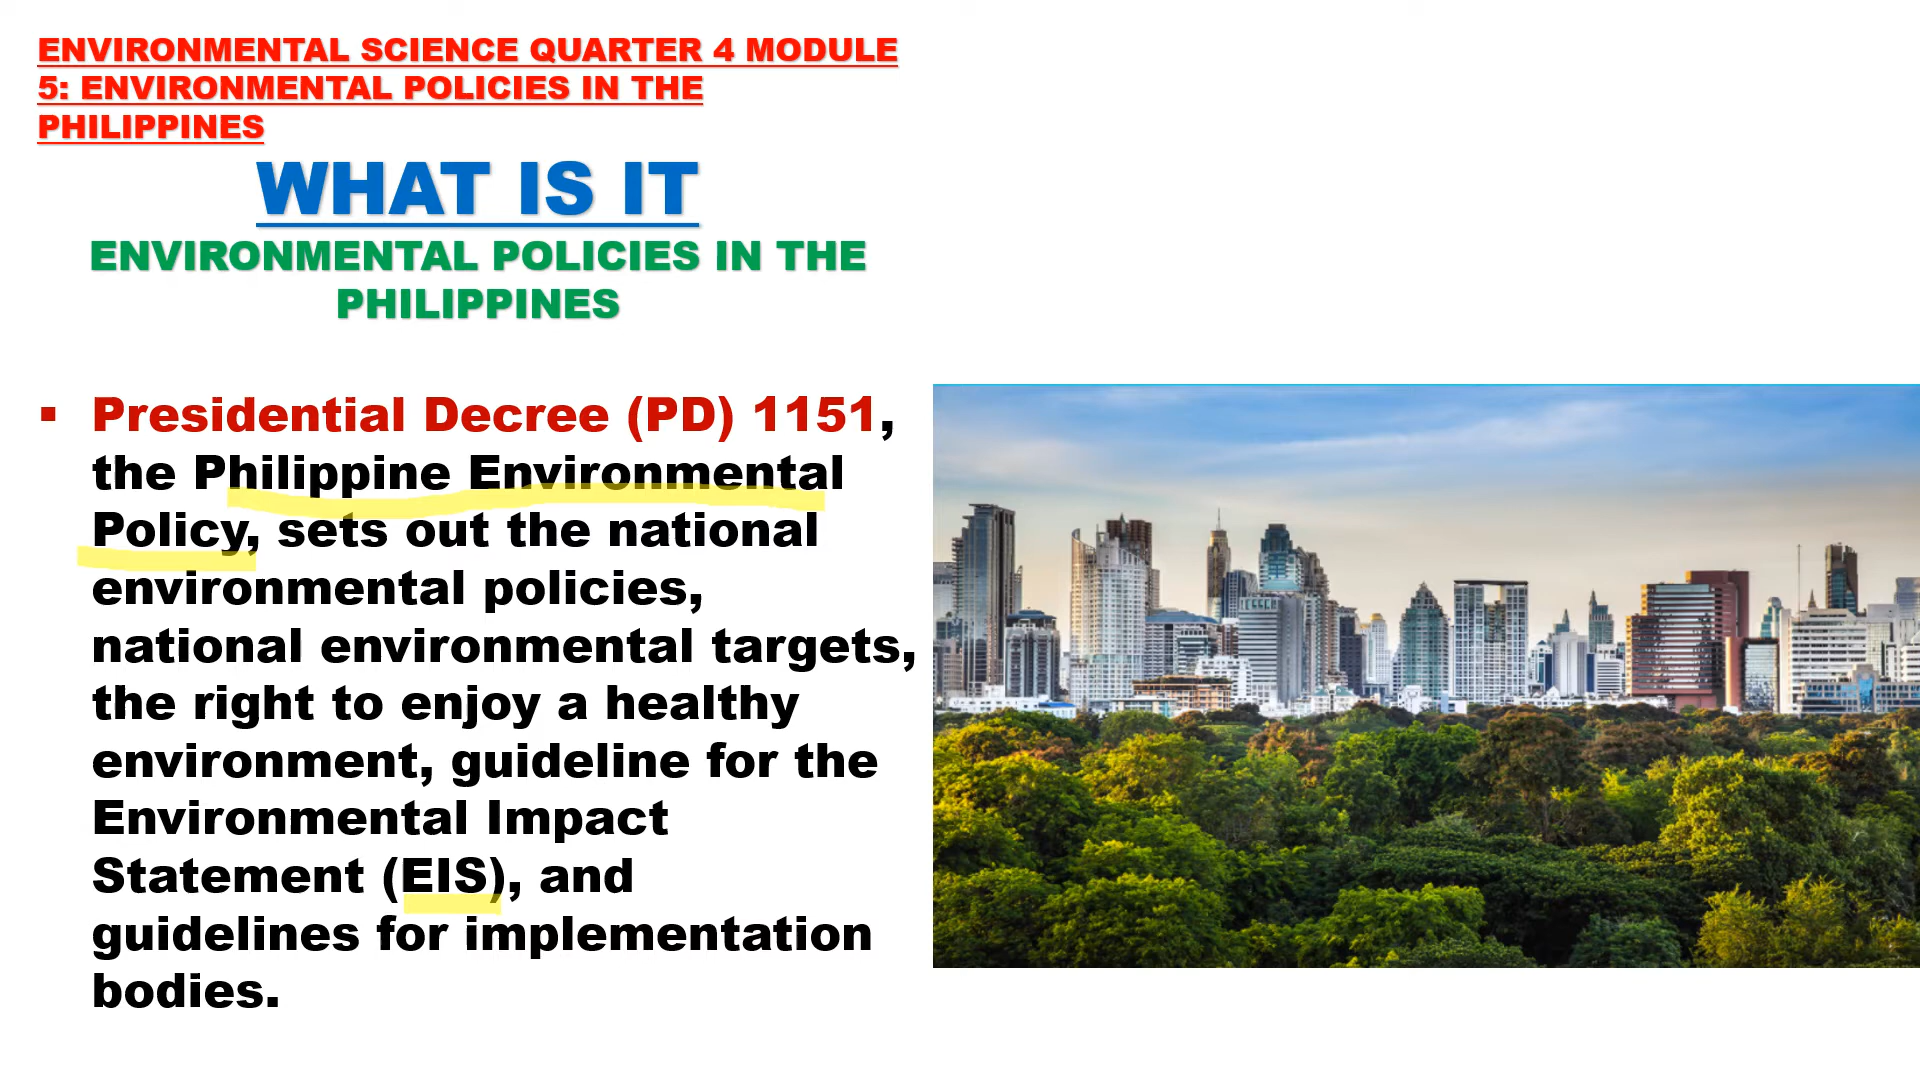 ENVIRONMENTAL SCIENCE QUARTER 4 MODULE
5: ENVIRONMENTAL POLICIES IN THE
PHILIPPINES
WHAT IS IT
ENVIRONMENTAL POLICIES IN THE
PHILIPPINES
▪ Presidential Decree (PD) 1151,
the Philippine Environmental
Policy, sets out the national
environmental policies,
national environmental targets,
the right to enjoy a healthy
environment, guideline for the
Environmental Impact
Statement (EIS), and
guidelines for implementation
bodies.